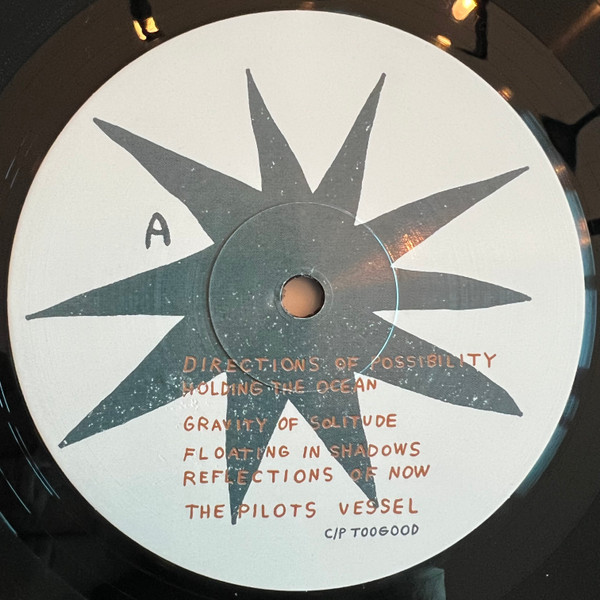 A
DIRECTIONS OF POSSIBILITY
HOLDING THE OCEAN
GRAVITY OF SOLITUDE
FLOATING IN SHADOWS
REFLECTIONS OF NOW
THE PILOTS VESSEL
C/P TOOGOOD